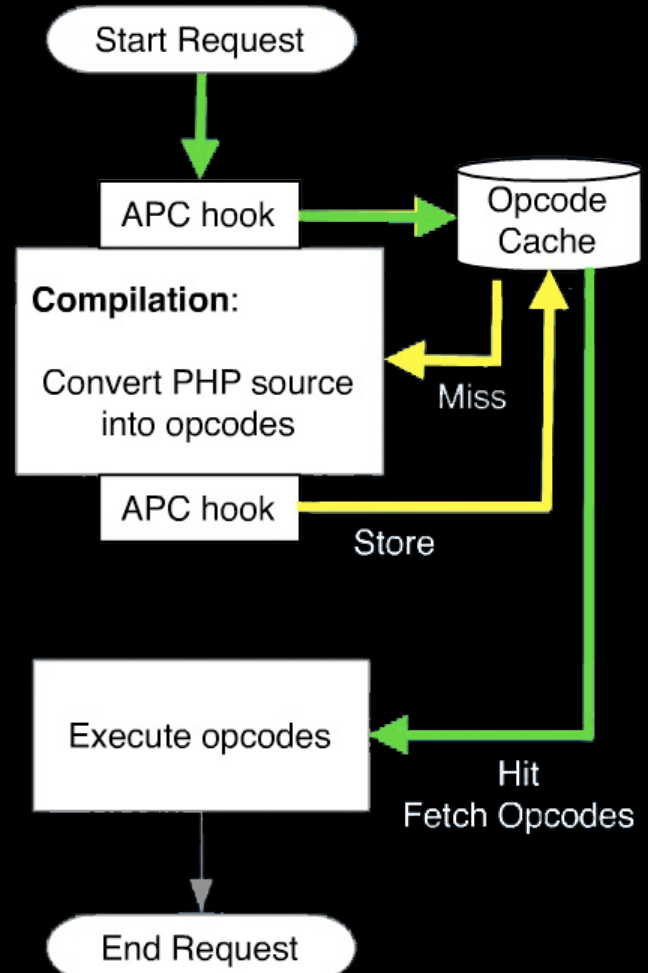 Start Request
APC hook
Opcode
Cache
Compilation:
Convert PHP source
into opcodes
Miss
APC hook
Store
Execute opcodes
Hit
Fetch Opcodes
End Request